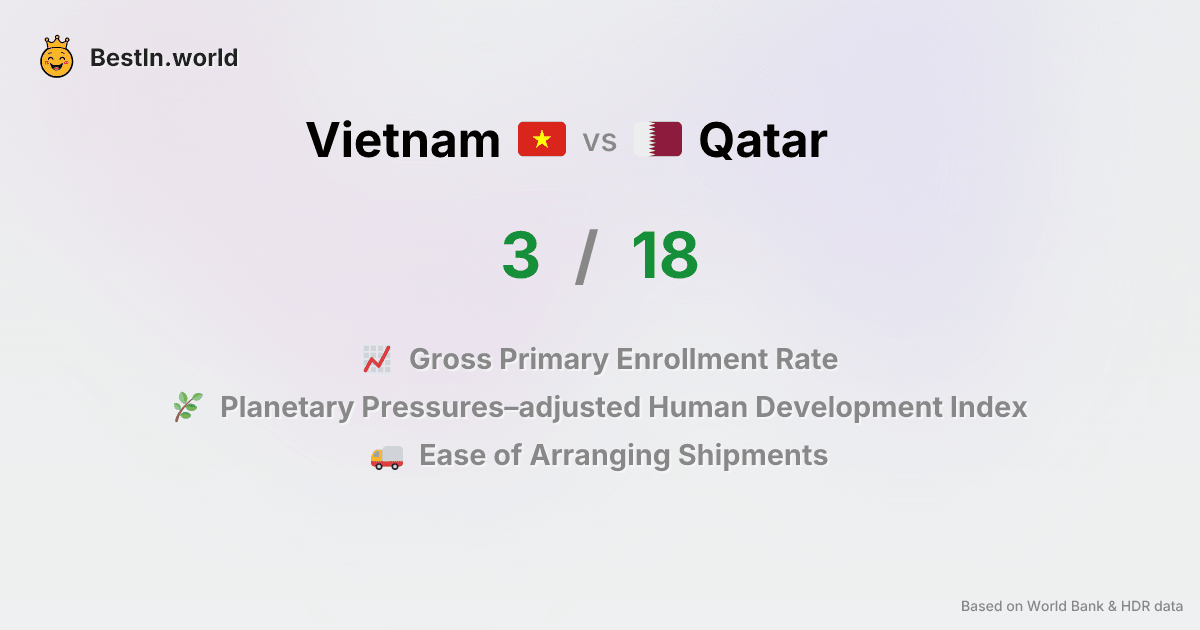 BestIn.world
Vietnam vs Qatar
3 / 18
Gross Primary Enrollment Rate
Planetary Pressures–adjusted Human Development Index
Ease of Arranging Shipments
Based on World Bank & HDR data